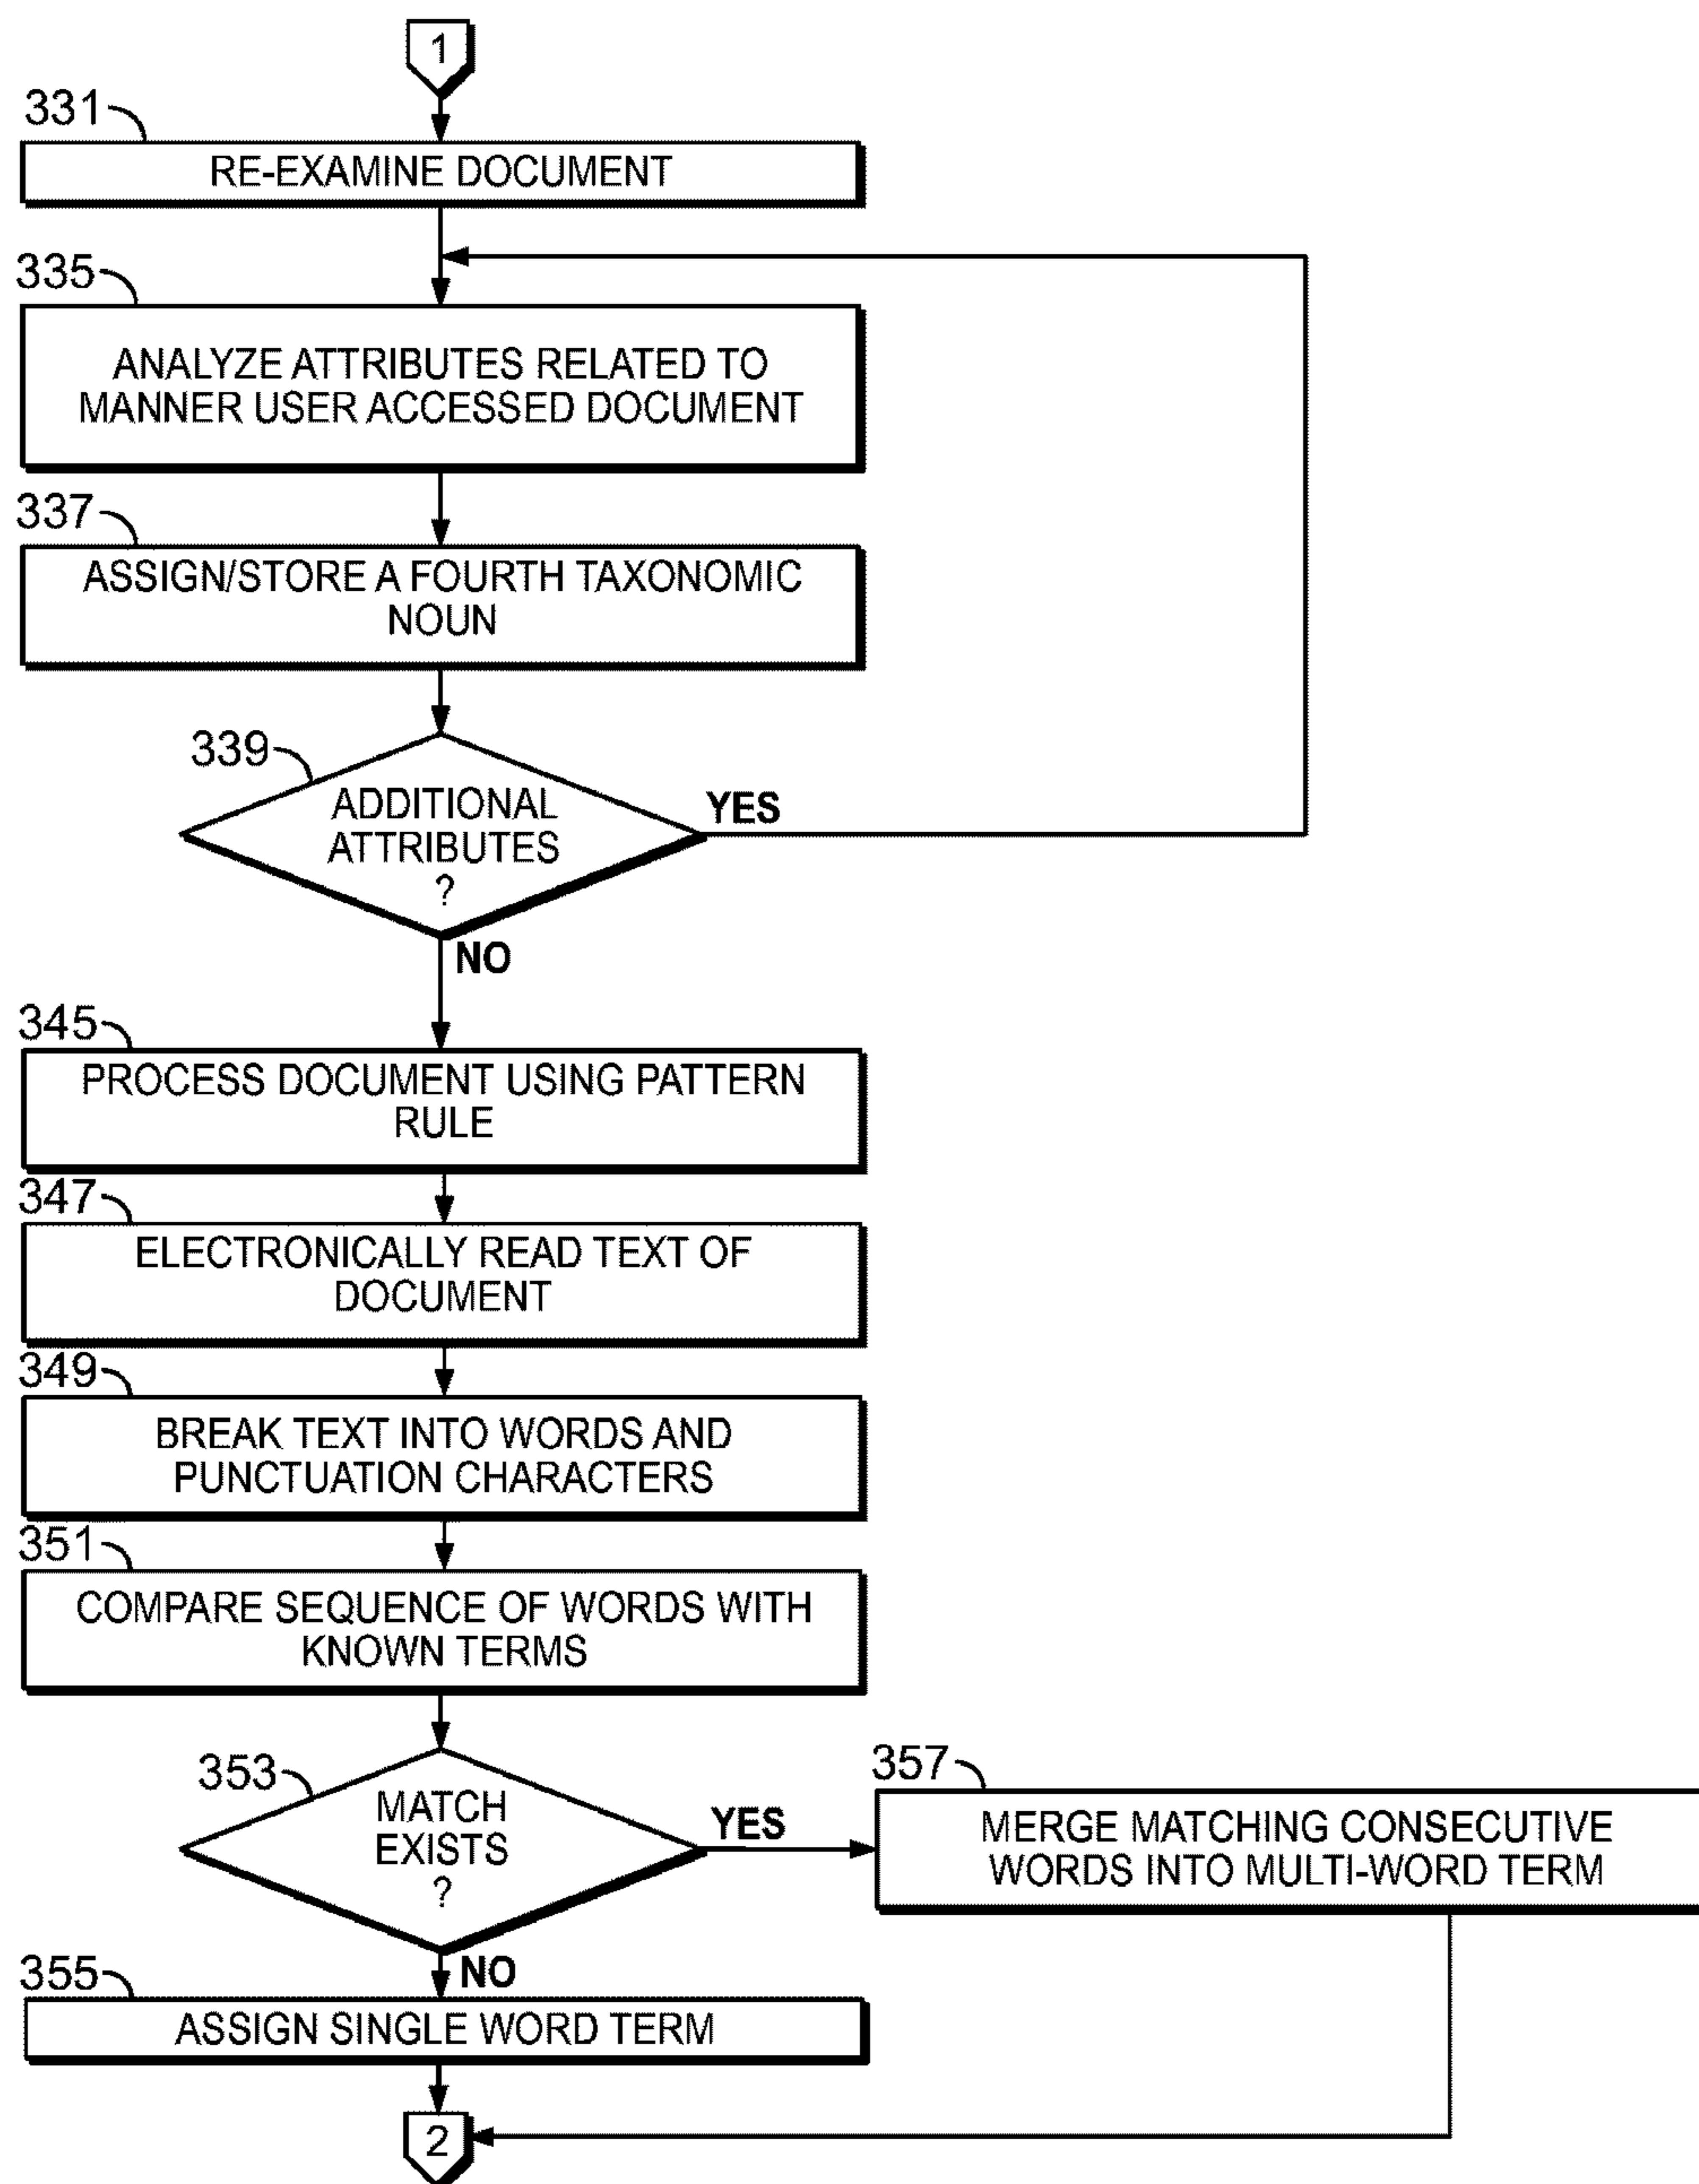 1
331
RE-EXAMINE DOCUMENT
335
ANALYZE ATTRIBUTES RELATED TO
MANNER USER ACCESSED DOCUMENT
337
ASSIGN/STORE A FOURTH TAXONOMIC
NOUN
339
ADDITIONAL
ATTRIBUTES
?
YES
NO
345
PROCESS DOCUMENT USING PATTERN
RULE
347
ELECTRONICALLY READ TEXT OF
DOCUMENT
349
BREAK TEXT INTO WORDS AND
PUNCTUATION CHARACTERS
351
COMPARE SEQUENCE OF WORDS WITH
KNOWN TERMS
353
MATCH
EXISTS
?
YES
357
MERGE MATCHING CONSECUTIVE
WORDS INTO MULTI-WORD TERM
NO
355
ASSIGN SINGLE WORD TERM
2